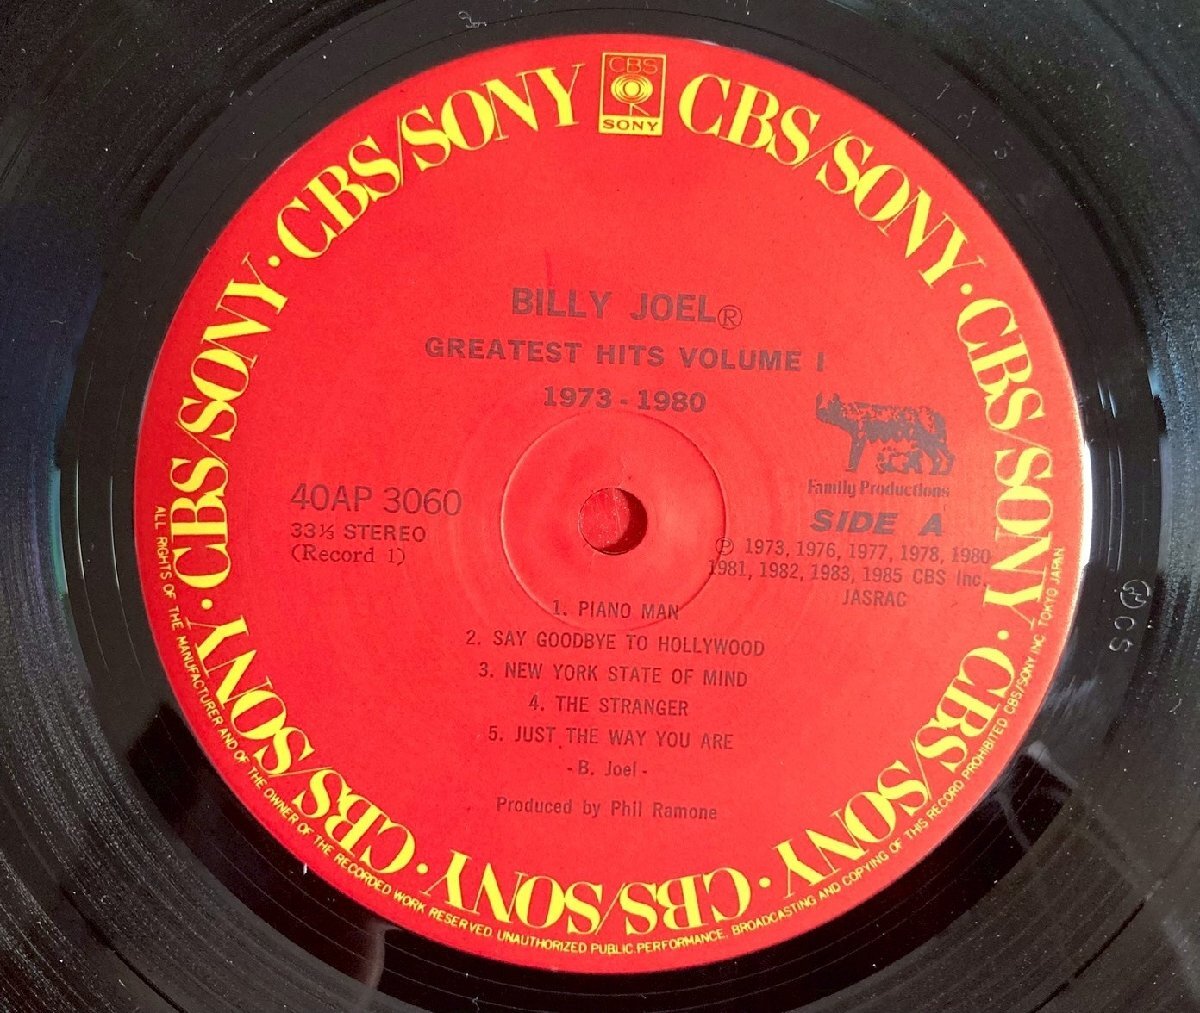 CBS
SONY
CBS/SONY · CBS/SONY · CBS/SONY · CBS/SONY · CBS/SONY · CBS/SONY · CBS/SONY · CBS/SONY
BILLY JOEL®
GREATEST HITS VOLUME I
1973-1980
Family Productions
40AP 3060
33⅓ STEREO
(Record 1)
SIDE A
℗ 1973, 1976, 1977, 1978, 1980
1981, 1982, 1983, 1985 CBS Inc.
JASRAC
1. PIANO MAN
2. SAY GOODBYE TO HOLLYWOOD
3. NEW YORK STATE OF MIND
4. THE STRANGER
5. JUST THE WAY YOU ARE
-B. Joel-
Produced by Phil Ramone
ALL RIGHTS OF THE MANUFACTURER AND OF THE OWNER OF THE RECORDED WORK RESERVED. UNAUTHORIZED PUBLIC PERFORMANCE, BROADCASTING AND COPYING OF THIS RECORD PROHIBITED CBS/SONY INC. TOKYO JAPAN.
CS